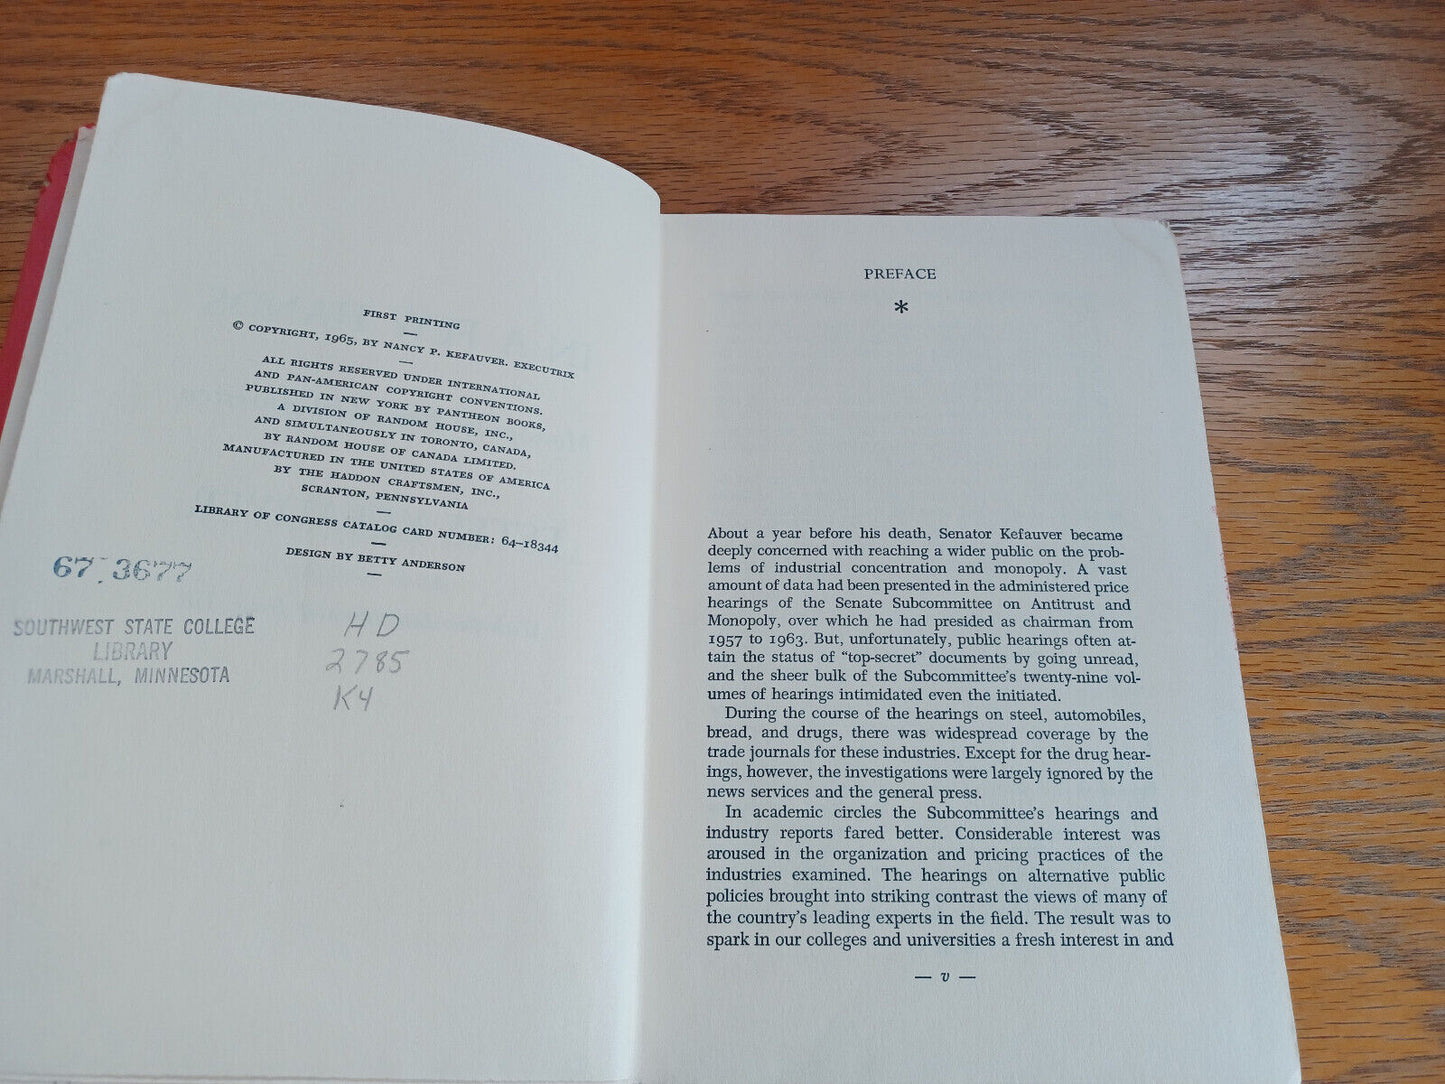 FIRST PRINTING
© COPYRIGHT, 1965, BY NANCY P. KEFAUVER. EXECUTRIX
ALL RIGHTS RESERVED UNDER INTERNATIONAL
AND PAN-AMERICAN COPYRIGHT CONVENTIONS.
PUBLISHED IN NEW YORK BY PANTHEON BOOKS,
A DIVISION OF RANDOM HOUSE, INC.,
AND SIMULTANEOUSLY IN TORONTO, CANADA,
BY RANDOM HOUSE OF CANADA LIMITED.
MANUFACTURED IN THE UNITED STATES OF AMERICA
BY THE HADDON CRAFTSMEN, INC.,
SCRANTON, PENNSYLVANIA
LIBRARY OF CONGRESS CATALOG CARD NUMBER: 64–18344
DESIGN BY BETTY ANDERSON
67-3677
SOUTHWEST STATE COLLEGE
LIBRARY
MARSHALL, MINNESOTA
HD
2785
K4
PREFACE
*
About a year before his death, Senator Kefauver became
deeply concerned with reaching a wider public on the prob-
lems of industrial concentration and monopoly. A vast
amount of data had been presented in the administered price
hearings of the Senate Subcommittee on Antitrust and
Monopoly, over which he had presided as chairman from
1957 to 1963. But, unfortunately, public hearings often at-
tain the status of “top-secret” documents by going unread,
and the sheer bulk of the Subcommittee’s twenty-nine vol-
umes of hearings intimidated even the initiated.
During the course of the hearings on steel, automobiles,
bread, and drugs, there was widespread coverage by the
trade journals for these industries. Except for the drug hear-
ings, however, the investigations were largely ignored by the
news services and the general press.
In academic circles the Subcommittee’s hearings and
industry reports fared better. Considerable interest was
aroused in the organization and pricing practices of the
industries examined. The hearings on alternative public
policies brought into striking contrast the views of many of
the country’s leading experts in the field. The result was to
spark in our colleges and universities a fresh interest in and
— v —